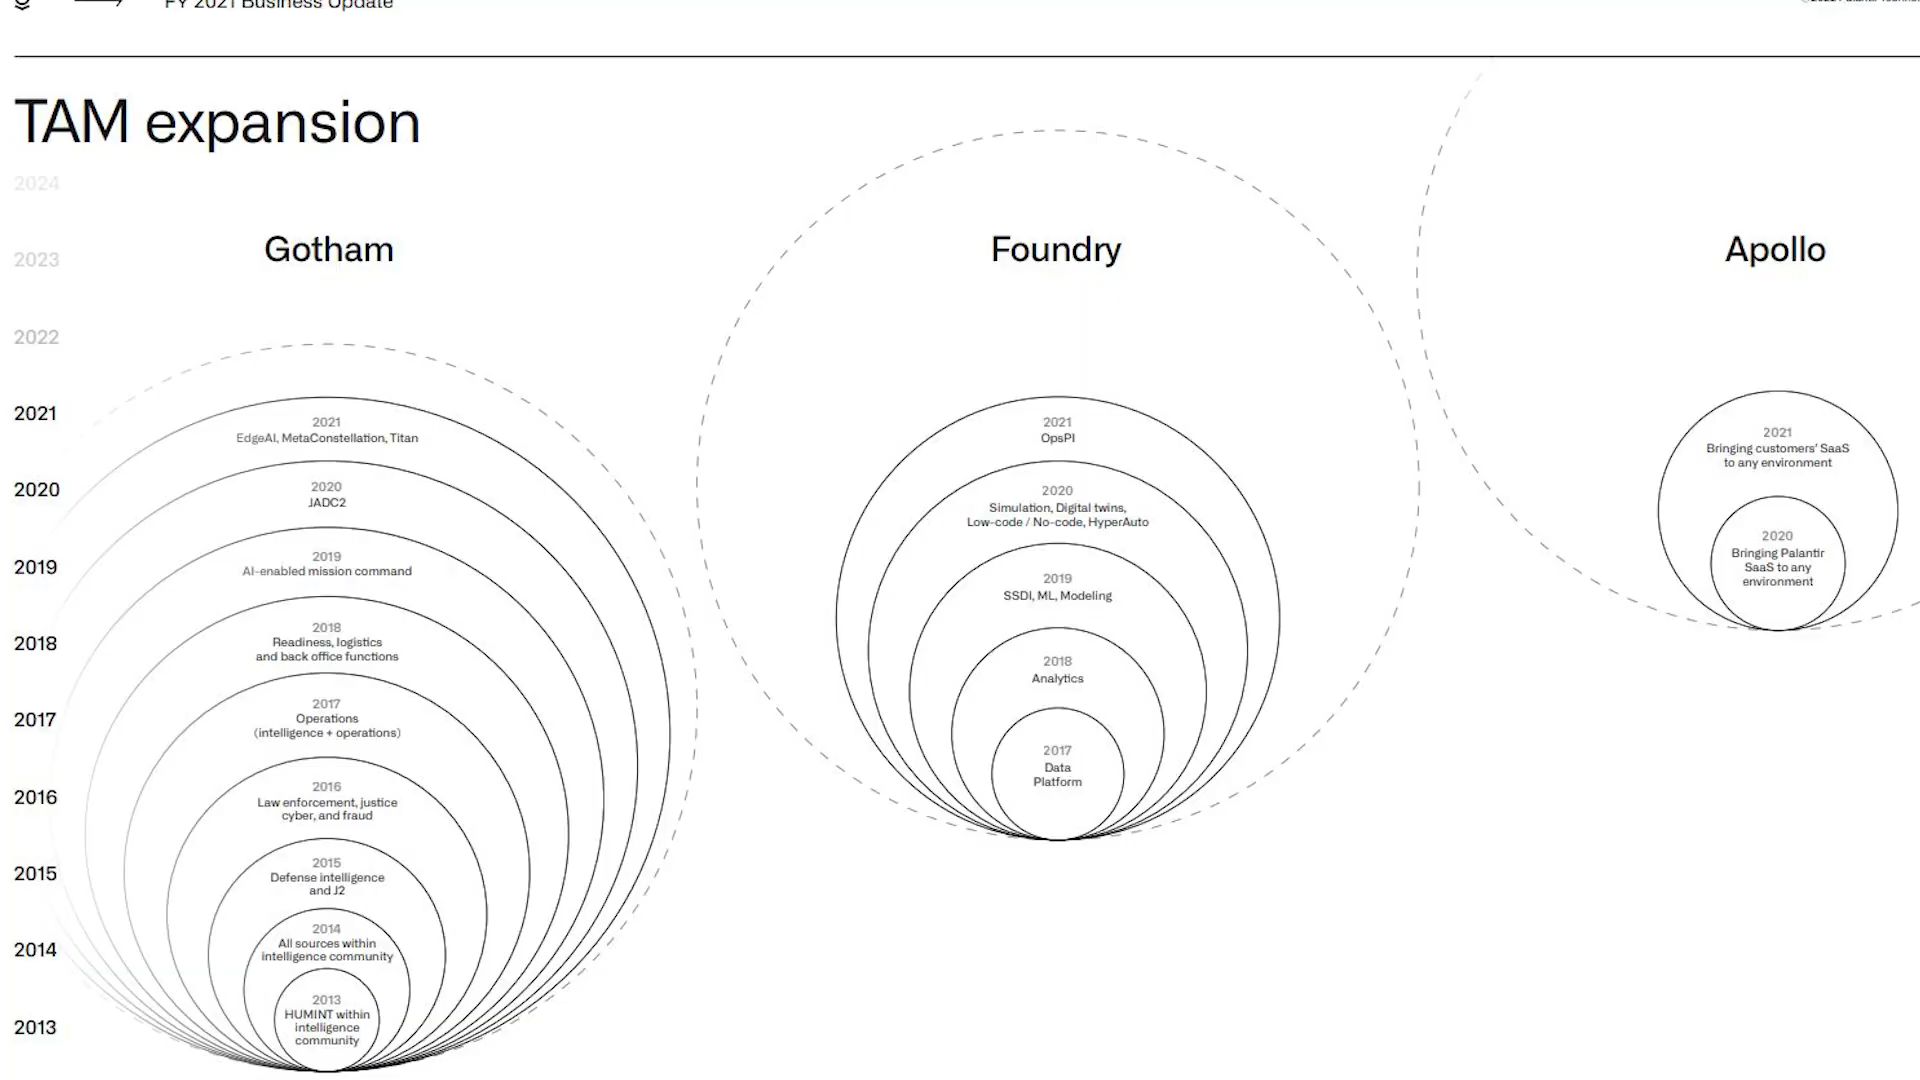 FY 2021 Business Update
TAM expansion
2024
2023
2022
2021
2020
2019
2018
2017
2016
2015
2014
2013
Gotham
2021
EdgeAI, MetaConstellation, Titan
2020
JADC2
2019
AI-enabled mission command
2018
Readiness, logistics
and back office functions
2017
Operations
(intelligence + operations)
2016
Law enforcement, justice
cyber, and fraud
2015
Defense intelligence
and J2
2014
All sources within
intelligence community
2013
HUMINT within
intelligence
community
Foundry
2021
OpsPI
2020
Simulation, Digital twins,
Low-code / No-code, HyperAuto
2019
SSDI, ML, Modeling
2018
Analytics
2017
Data
Platform
Apollo
2021
Bringing customers' SaaS
to any environment
2020
Bringing Palantir
SaaS to any
environment